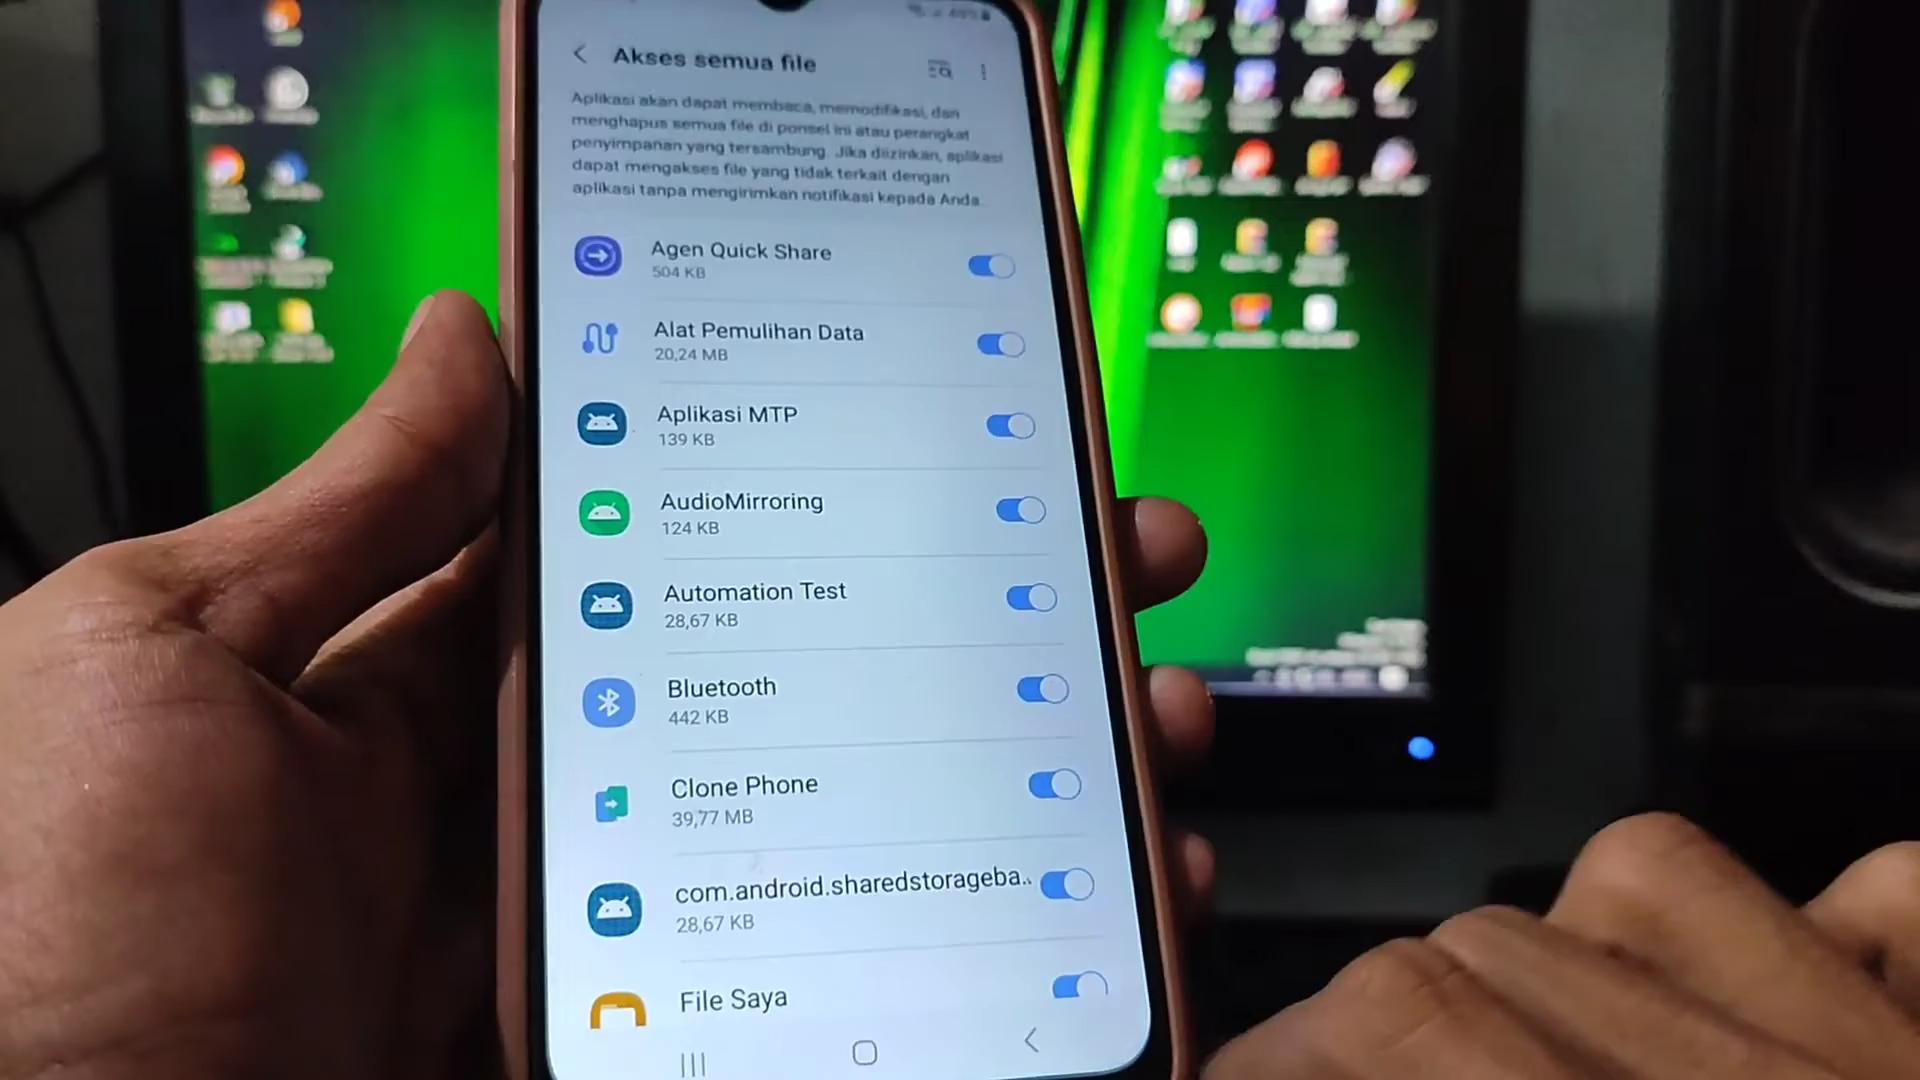 Akses semua file
Aplikasi akan dapat membaca, memodifikasi, dan
menghapus semua file di ponsel ini atau perangkat
penyimpanan yang tersambung. Jika diizinkan, aplikasi
dapat mengakses file yang tidak terkait dengan
aplikasi tanpa mengirimkan notifikasi kepada Anda.
Agen Quick Share
504 KB
Alat Pemulihan Data
20,24 MB
Aplikasi MTP
139 KB
AudioMirroring
124 KB
Automation Test
28,67 KB
Bluetooth
442 KB
Clone Phone
39,77 MB
com.android.sharedstorageba..
28,67 KB
File Saya